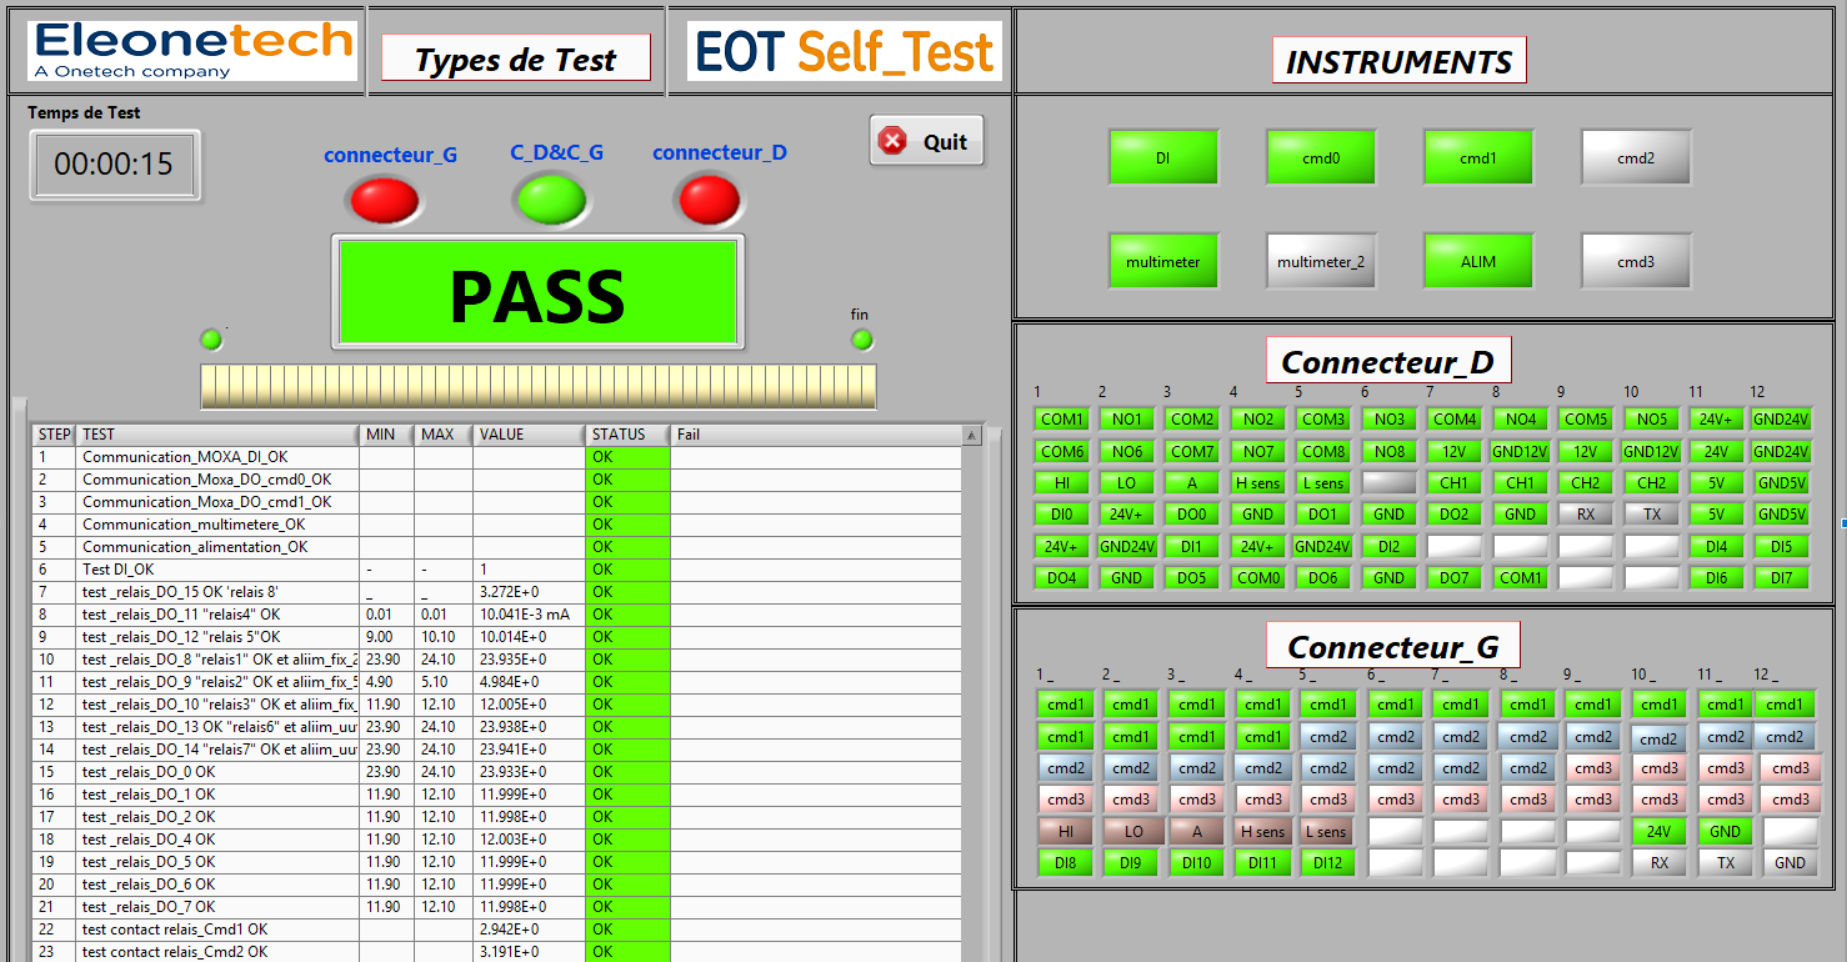 Eleonetech
A Onetech company
Types de Test
EOT Self_Test
INSTRUMENTS
Temps de Test
00:00:15
connecteur_G
C_D&C_G
connecteur_D
Quit
PASS
fin
DI cmd0 cmd1 cmd2
multimeter multimeter_2 ALIM cmd3
STEP TEST MIN MAX VALUE STATUS Fail
1 Communication_MOXA_DI_OK OK
2 Communication_Moxa_DO_cmd0_OK OK
3 Communication_Moxa_DO_cmd1_OK OK
4 Communication_multimetere_OK OK
5 Communication_alimentation_OK OK
6 Test DI_OK - - 1 OK
7 test _relais_DO_15 OK 'relais 8' _ _ 3.272E+0 OK
8 test _relais_DO_11 "relais4" OK 0.01 0.01 10.041E-3 mA OK
9 test _relais_DO_12 "relais 5"OK 9.00 10.10 10.014E+0 OK
10 test _relais_DO_8 "relais1" OK et aliim_fix_2 23.90 24.10 23.935E+0 OK
11 test _relais_DO_9 "relais2" OK et aliim_fix_5 4.90 5.10 4.984E+0 OK
12 test _relais_DO_10 "relais3" OK et aliim_fix_ 11.90 12.10 12.005E+0 OK
13 test _relais_DO_13 OK "relais6" et aliim_uu 23.90 24.10 23.938E+0 OK
14 test _relais_DO_14 "relais7" OK et aliim_uu 23.90 24.10 23.941E+0 OK
15 test _relais_DO_0 OK 23.90 24.10 23.933E+0 OK
16 test _relais_DO_1 OK 11.90 12.10 11.999E+0 OK
17 test _relais_DO_2 OK 11.90 12.10 11.998E+0 OK
18 test _relais_DO_4 OK 11.90 12.10 12.003E+0 OK
19 test _relais_DO_5 OK 11.90 12.10 11.999E+0 OK
20 test _relais_DO_6 OK 11.90 12.10 11.999E+0 OK
21 test _relais_DO_7 OK 11.90 12.10 11.998E+0 OK
22 test contact relais_Cmd1 OK 2.942E+0 OK
23 test contact relais_Cmd2 OK 3.191E+0 OK
Connecteur_D
1 2 3 4 5 6 7 8 9 10 11 12
COM1 NO1 COM2 NO2 COM3 NO3 COM4 NO4 COM5 NO5 24V+ GND24V
COM6 NO6 COM7 NO7 COM8 NO8 12V GND12V 12V GND12V 24V GND24V
HI LO A H sens L sens CH1 CH1 CH2 CH2 5V GND5V
DI0 24V+ DO0 GND DO1 GND DO2 GND RX TX 5V GND5V
24V+ GND24V DI1 24V+ GND24V DI2 DI4 DI5
DO4 GND DO5 COM0 DO6 GND DO7 COM1 DI6 DI7
Connecteur_G
1_ 2_ 3_ 4_ 5_ 6_ 7_ 8_ 9_ 10_ 11_ 12_
cmd1 cmd1 cmd1 cmd1 cmd1 cmd1 cmd1 cmd1 cmd1 cmd1 cmd1 cmd1
cmd1 cmd1 cmd1 cmd1 cmd2 cmd2 cmd2 cmd2 cmd2 cmd2 cmd2 cmd2
cmd2 cmd2 cmd2 cmd2 cmd2 cmd2 cmd2 cmd2 cmd3 cmd3 cmd3 cmd3
cmd3 cmd3 cmd3 cmd3 cmd3 cmd3 cmd3 cmd3 cmd3 cmd3 cmd3 cmd3
HI LO A H sens L sens 24V GND
DI8 DI9 DI10 DI11 DI12 RX TX GND